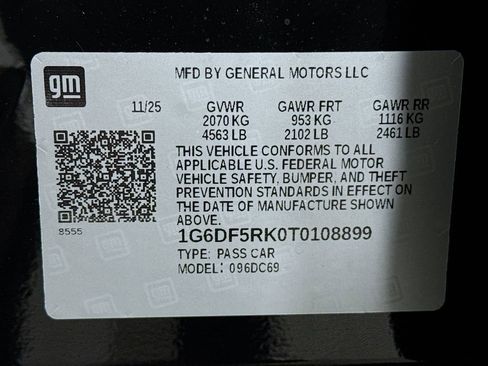 gm
MFD BY GENERAL MOTORS LLC
11/25 GVWR GAWR FRT GAWR RR
2070 KG 953 KG 1116 KG
4563 LB 2102 LB 2461 LB
THIS VEHICLE CONFORMS TO ALL
APPLICABLE U.S. FEDERAL MOTOR
VEHICLE SAFETY, BUMPER, AND THEFT
PREVENTION STANDARDS IN EFFECT ON
THE DATE OF MANUFACTURE SHOWN
ABOVE.
8555
1G6DF5RK0T0108899
TYPE: PASS CAR
MODEL: 096DC69